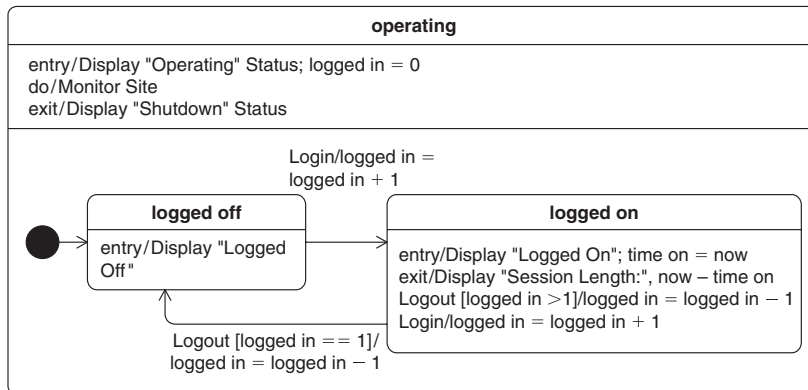 operating
entry/Display "Operating" Status; logged in = 0
do/Monitor Site
exit/Display "Shutdown" Status
Login/logged in =
logged in + 1
logged off
entry/Display "Logged
Off"
logged on
entry/Display "Logged On"; time on = now
exit/Display "Session Length:", now – time on
Logout [logged in >1]/logged in = logged in − 1
Login/logged in = logged in + 1
Logout [logged in == 1]/
logged in = logged in − 1